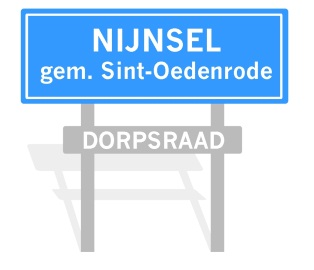 NIJNSEL
gem. Sint-Oedenrode
DORPSRAAD